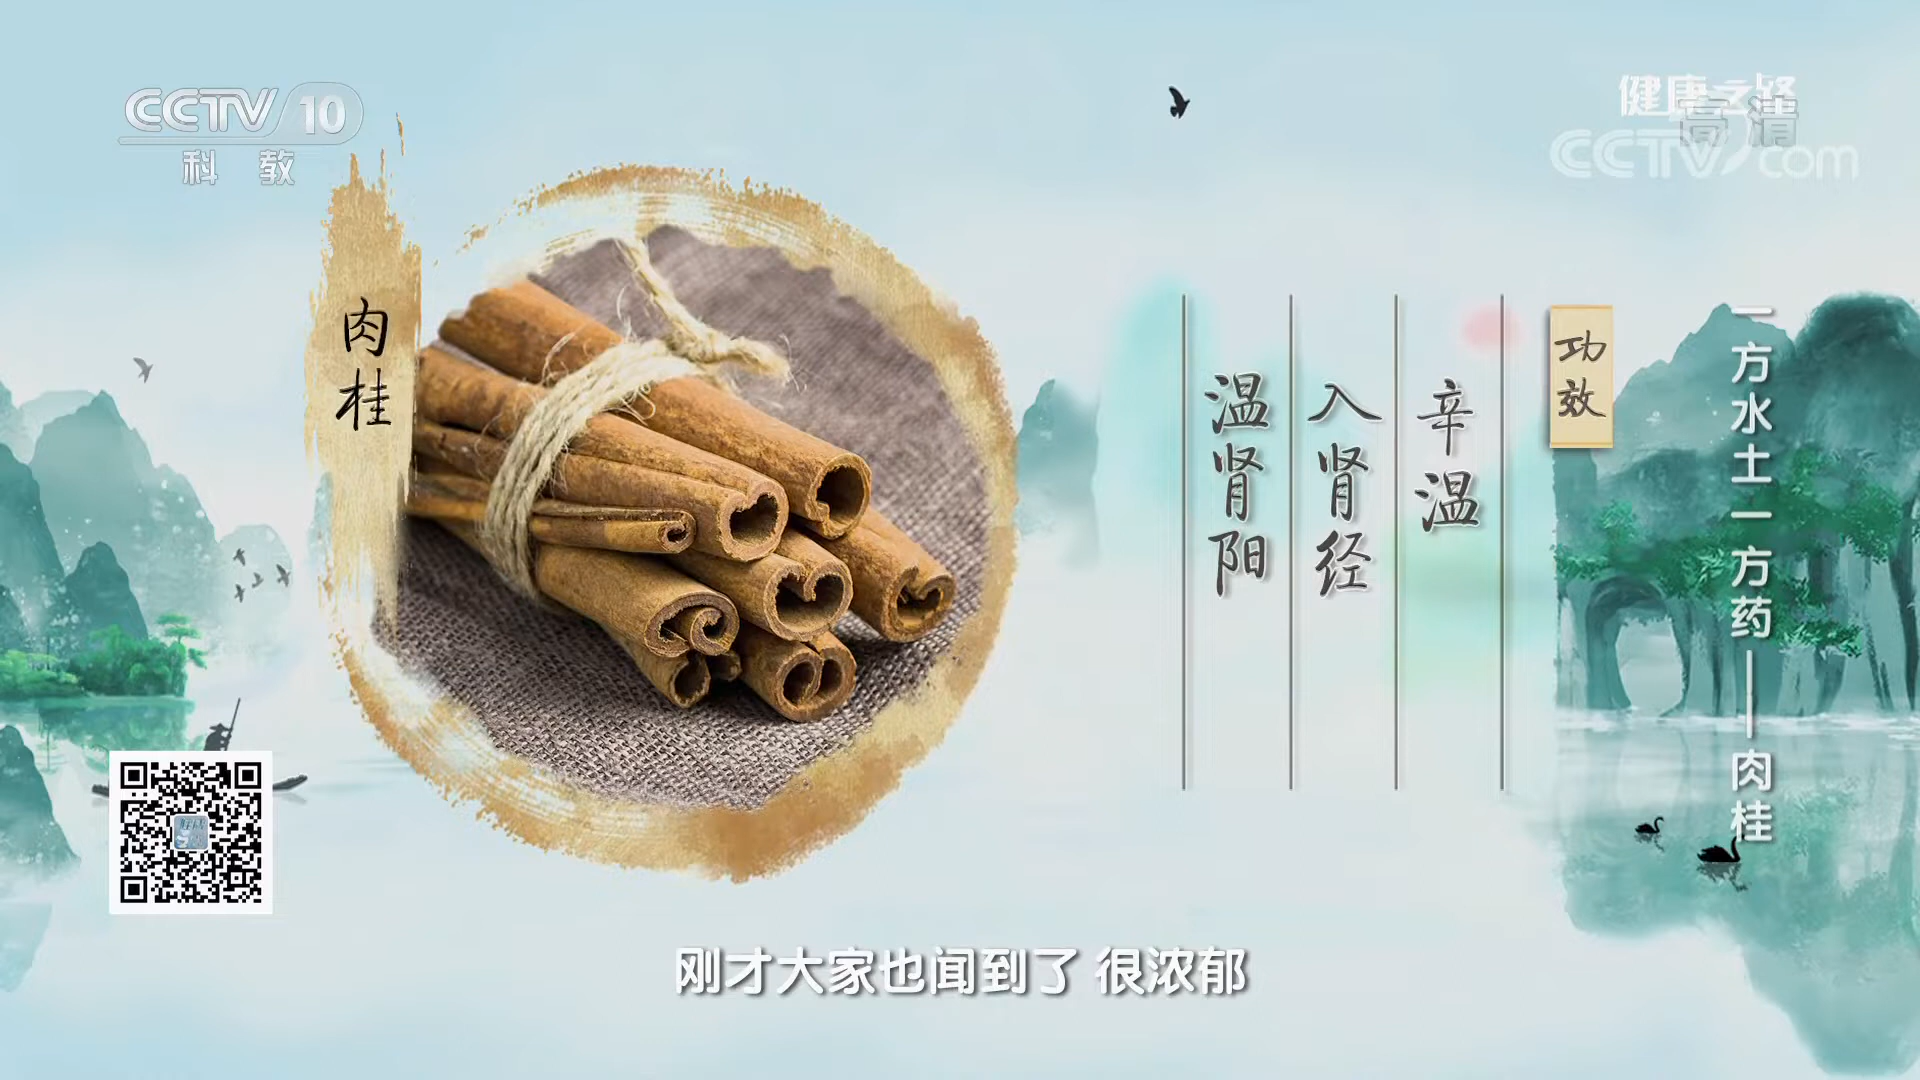 CCTV 10
科教
健康之路
高清
CCTV.com
一方水土一方药——肉桂
功效
辛温
入肾经
温肾阳
肉桂
刚才大家也闻到了 很浓郁